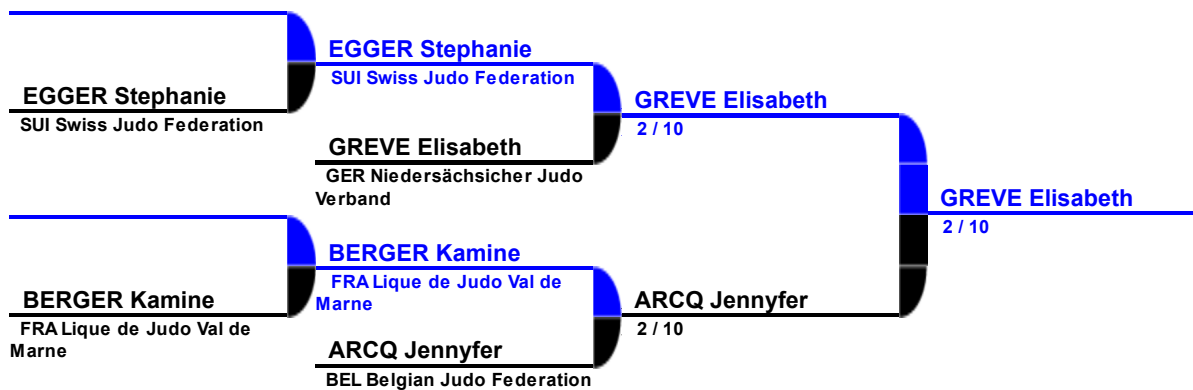 EGGER Stephanie
SUI Swiss Judo Federation
EGGER Stephanie
SUI Swiss Judo Federation
GREVE Elisabeth
GER Niedersächsicher Judo
Verband
GREVE Elisabeth
2 / 10
BERGER Kamine
FRA Lique de Judo Val de
Marne
BERGER Kamine
FRA Lique de Judo Val de
Marne
ARCQ Jennyfer
BEL Belgian Judo Federation
ARCQ Jennyfer
2 / 10
GREVE Elisabeth
2 / 10